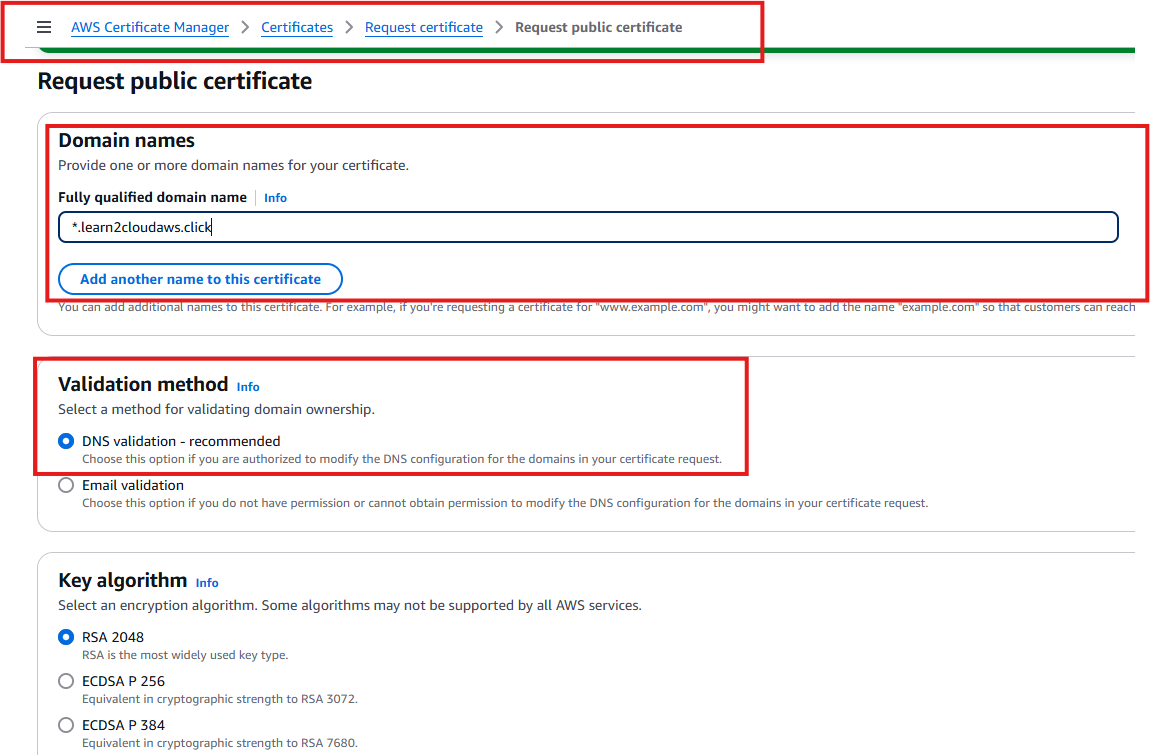 AWS Certificate Manager > Certificates > Request certificate > Request public certificate
Request public certificate
Domain names
Provide one or more domain names for your certificate.
Fully qualified domain name | Info
*.learn2cloudaws.click
Add another name to this certificate
You can add additional names to this certificate. For example, if you're requesting a certificate for "www.example.com", you might want to add the name "example.com" so that customers can reach
Validation method Info
Select a method for validating domain ownership.
DNS validation - recommended
Choose this option if you are authorized to modify the DNS configuration for the domains in your certificate request.
Email validation
Choose this option if you do not have permission or cannot obtain permission to modify the DNS configuration for the domains in your certificate request.
Key algorithm Info
Select an encryption algorithm. Some algorithms may not be supported by all AWS services.
RSA 2048
RSA is the most widely used key type.
ECDSA P 256
Equivalent in cryptographic strength to RSA 3072.
ECDSA P 384
Equivalent in cryptographic strength to RSA 7680.